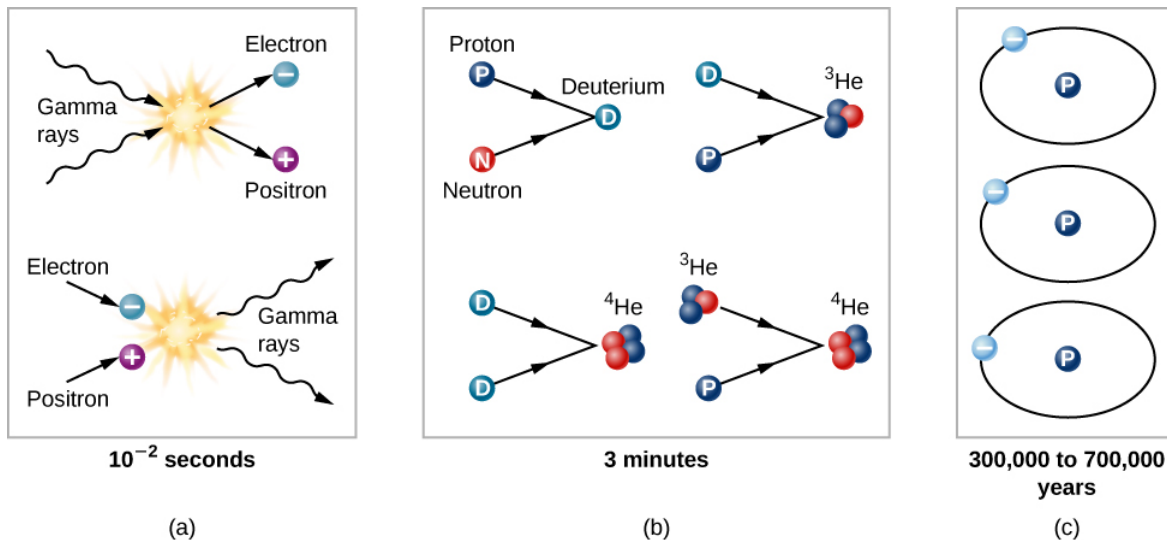 Electron
−
Gamma
rays
+
Positron
Electron
−
Gamma
rays
+
Positron
10⁻² seconds
(a)
Proton
P
Deuterium
D
N
Neutron
D
³He
P
D
⁴He
D
³He
⁴He
P
3 minutes
(b)
−
P
−
P
−
P
300,000 to 700,000
years
(c)